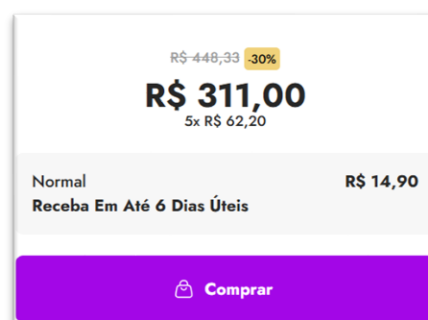 R$ 448,33 -30%
R$ 311,00
5x R$ 62,20
Normal R$ 14,90
Receba Em Até 6 Dias Úteis
Comprar